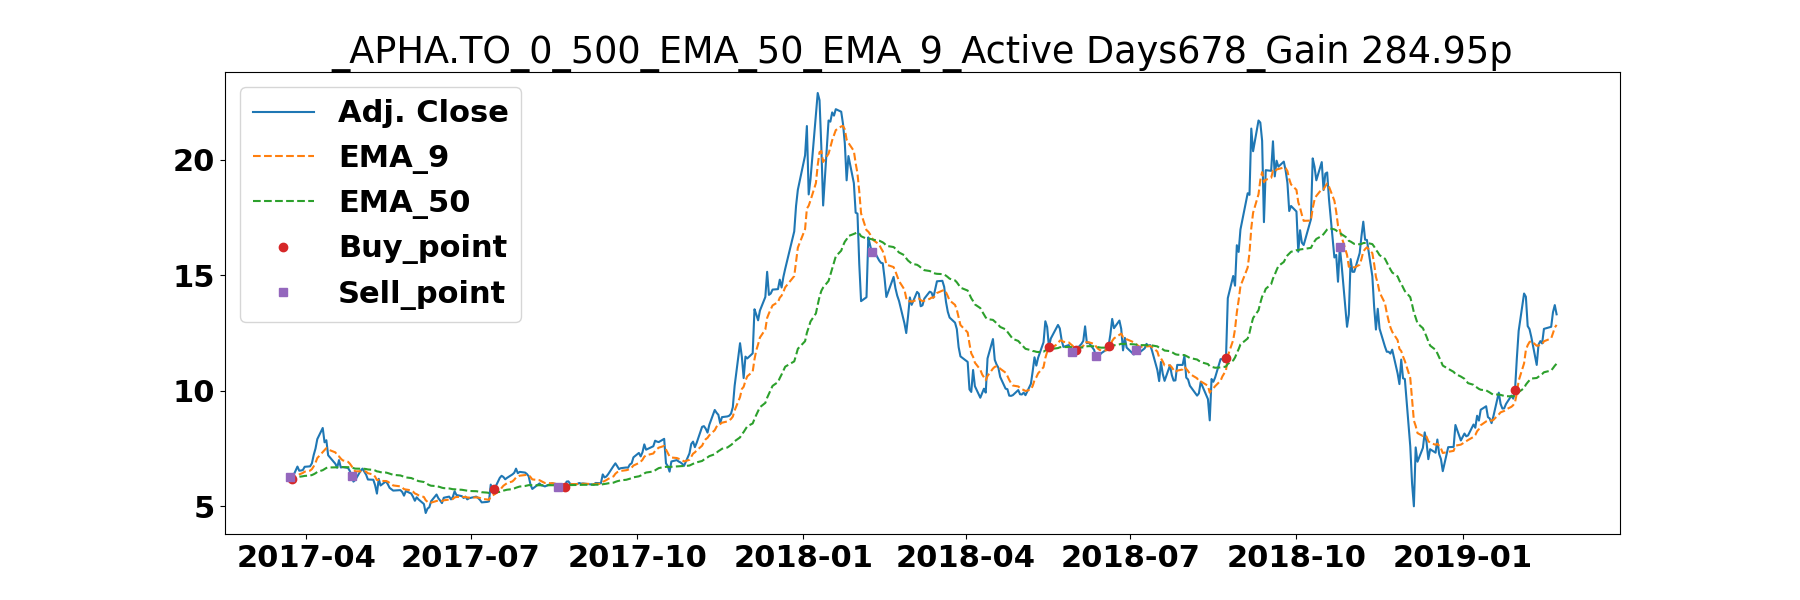 _APHA.TO_0_500_EMA_50_EMA_9_Active Days678_Gain 284.95p
Adj. Close
EMA_9
EMA_50
Buy_point
Sell_point
20
15
10
5
2017-04 2017-07 2017-10 2018-01 2018-04 2018-07 2018-10 2019-01